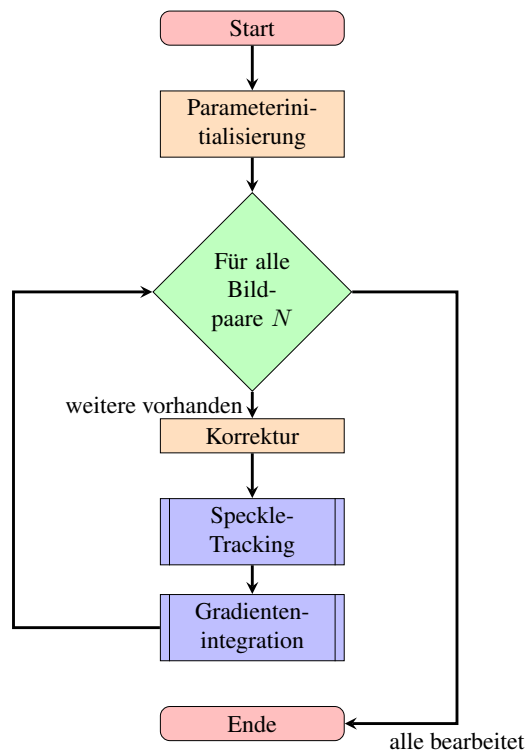 Start
Parameterini-
tialisierung
Für alle
Bild-
paare N
weitere vorhanden
Korrektur
Speckle-
Tracking
Gradienten-
integration
Ende
alle bearbeitet